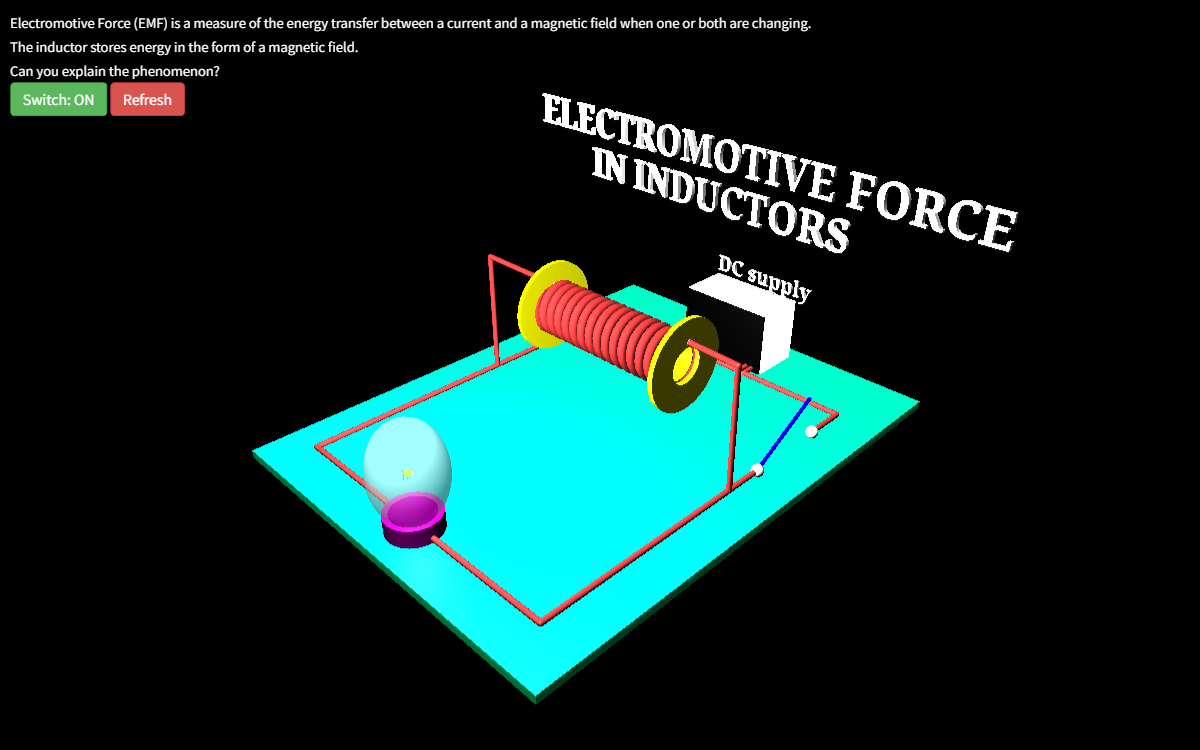 Electromotive Force (EMF) is a measure of the energy transfer between a current and a magnetic field when one or both are changing.
The inductor stores energy in the form of a magnetic field.
Can you explain the phenomenon?
Switch: ON Refresh
ELECTROMOTIVE FORCE
IN INDUCTORS
DC supply